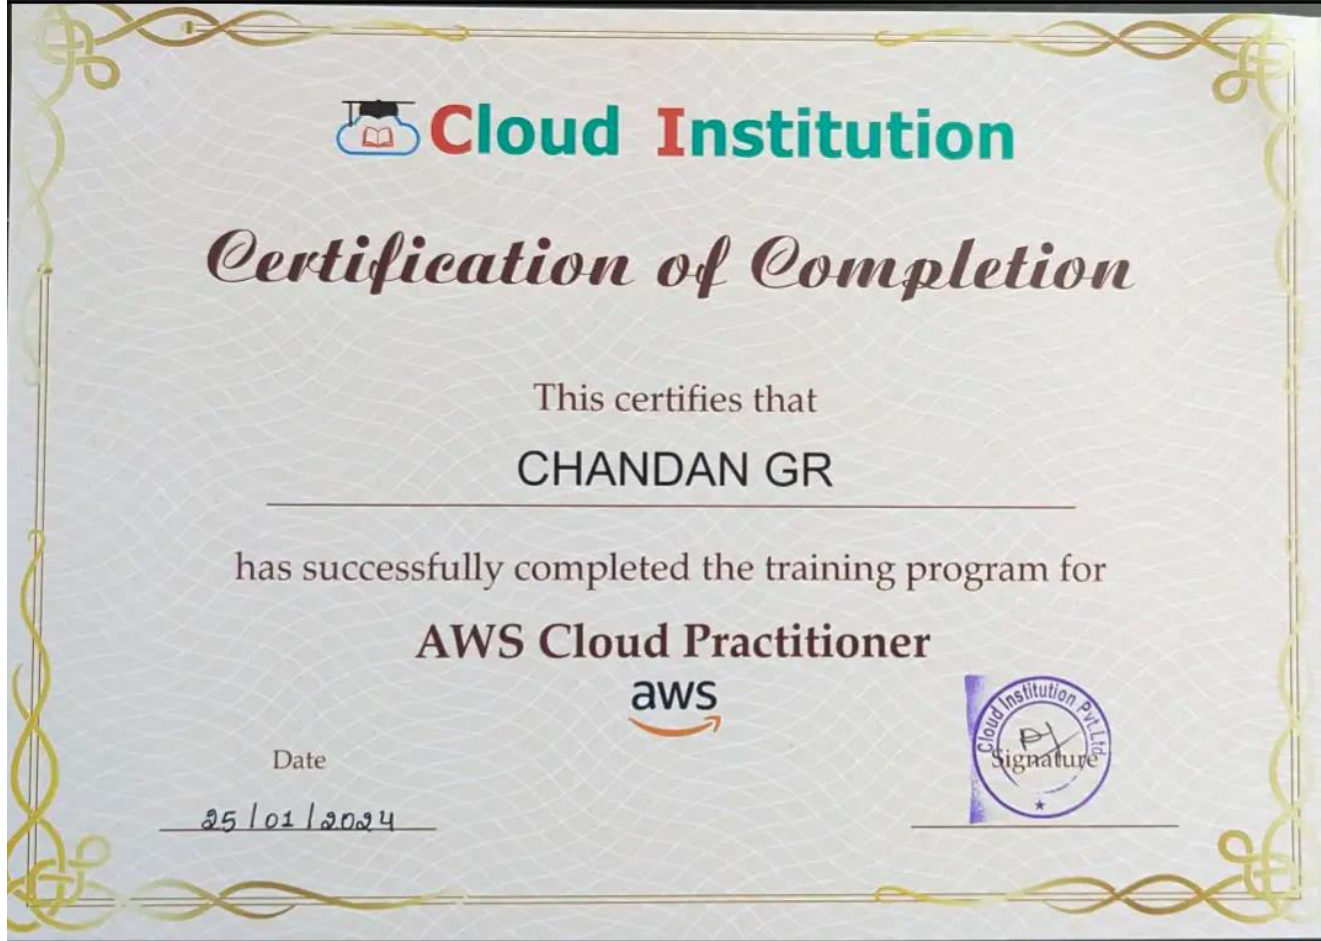 Cloud Institution
Certification of Completion
This certifies that
CHANDAN GR
has successfully completed the training program for
AWS Cloud Practitioner
aws
Date
25/01/2024
Cloud Institution Pvt.Ltd.
Signature